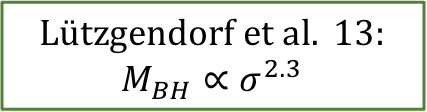 Lützgendorf et al. 13:
M_BH ∝ σ^2.3